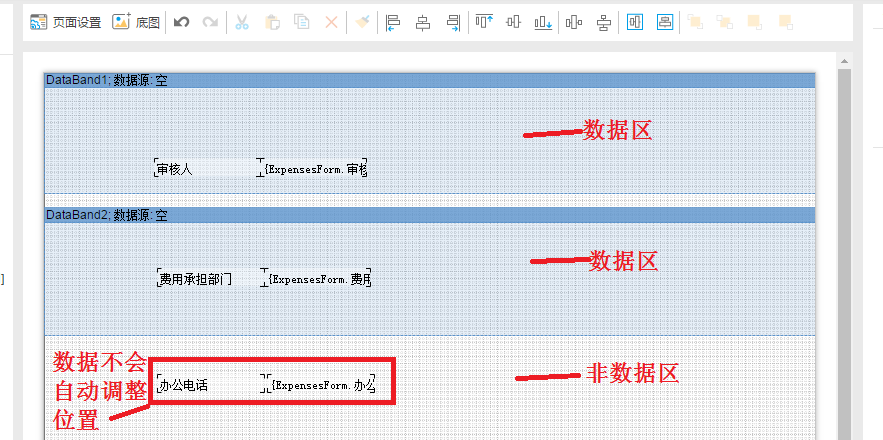 页面设置 底图
DataBand1; 数据源: 空
数据区
审核人 {ExpensesForm.审核
DataBand2; 数据源: 空
数据区
费用承担部门 {ExpensesForm.费用
]
数据不会
自动调整
位置
办公电话 {ExpensesForm.办公
非数据区